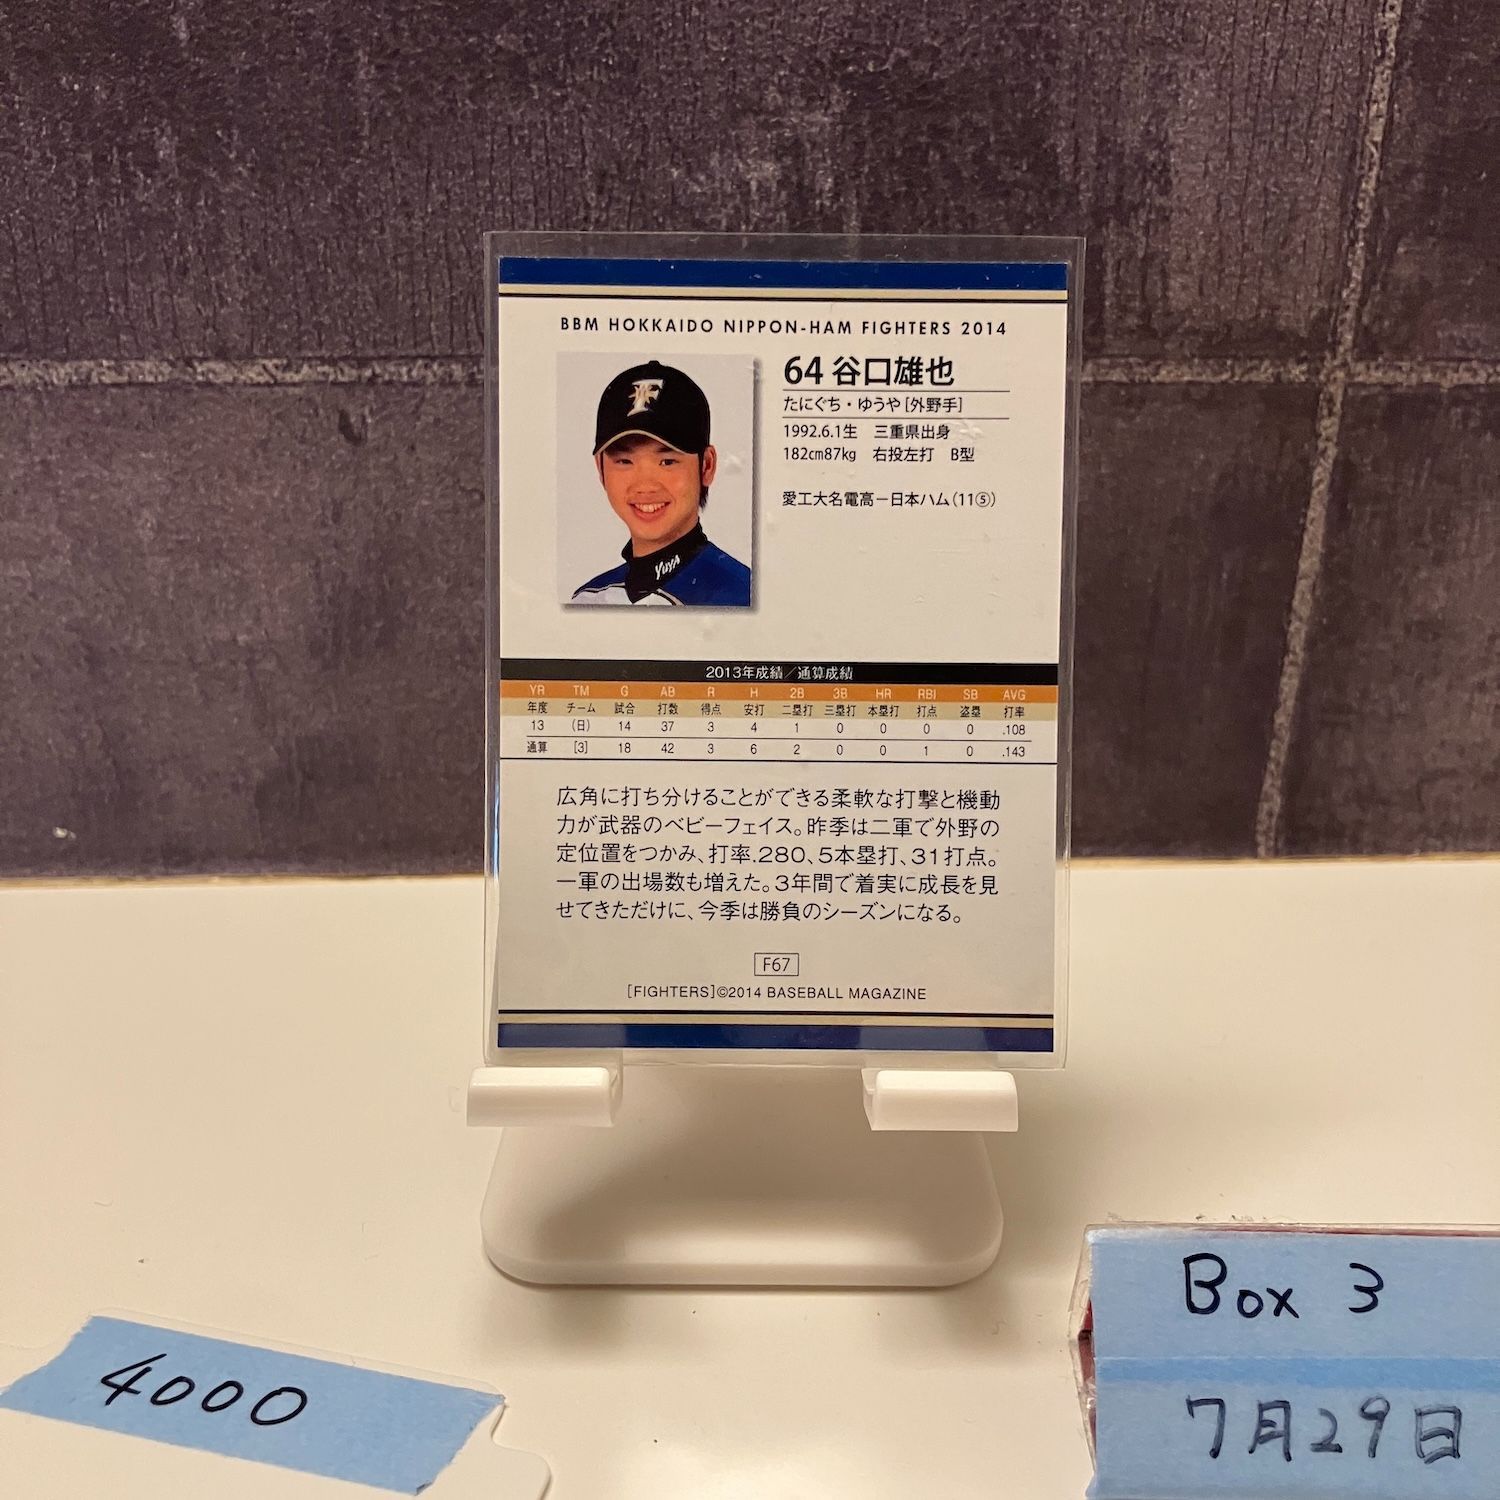 BBM HOKKAIDO NIPPON-HAM FIGHTERS 2014
64 谷口雄也
たにぐち・ゆうや [外野手]
1992.6.1生 三重県出身
182cm87kg 右投左打 B型
愛工大名電高－日本ハム(11⑤)
F
YUYA
2013年成績／通算成績
YR TM G AB R H 2B 3B HR RBI SB AVG
年度 チーム 試合 打数 得点 安打 二塁打 三塁打 本塁打 打点 盗塁 打率
13 (日) 14 37 3 4 1 0 0 0 0 .108
通算 [3] 18 42 3 6 2 0 0 1 0 .143
広角に打ち分けることができる柔軟な打撃と機動
力が武器のベビーフェイス。昨季は二軍で外野の
定位置をつかみ、打率.280、5本塁打、31打点。
一軍の出場数も増えた。3年間で着実に成長を見
せてきただけに、今季は勝負のシーズンになる。
F67
[FIGHTERS]©2014 BASEBALL MAGAZINE
Box 3
7月29日
4000